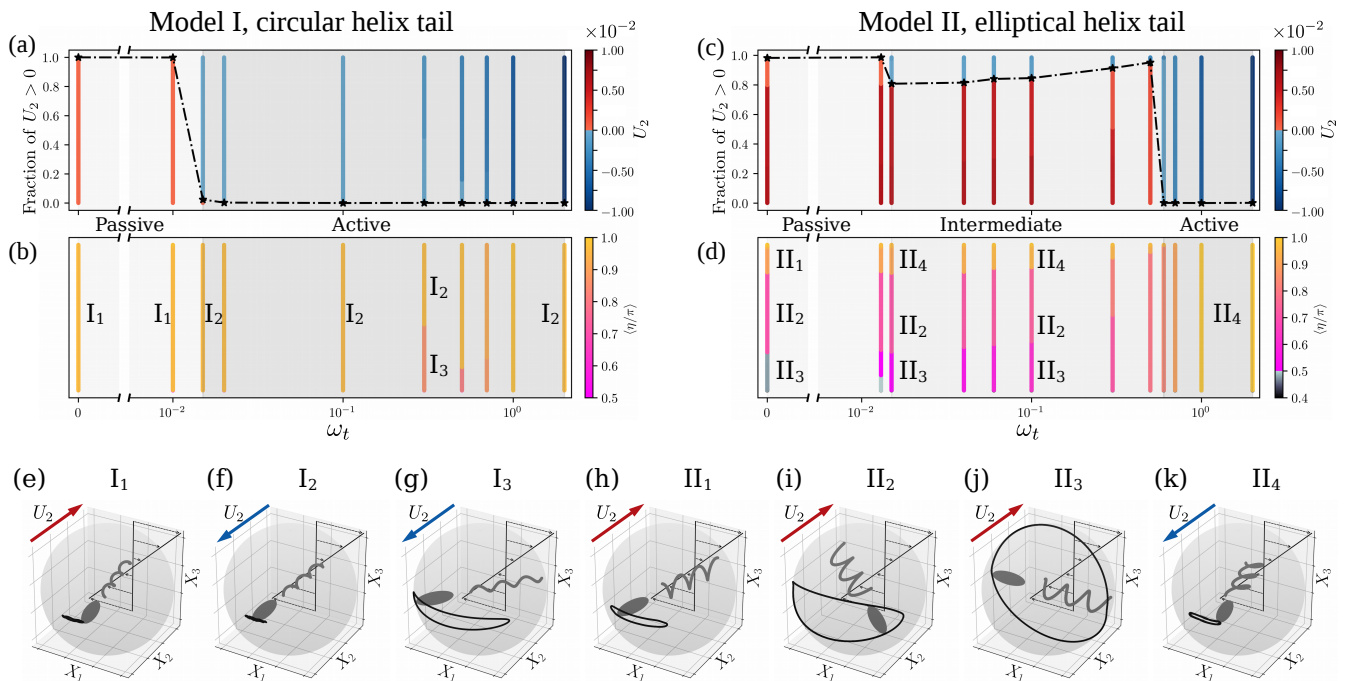 Model I, circular helix tail
Model II, elliptical helix tail
(a)
Fraction of U₂ > 0
1.0
0.8
0.6
0.4
0.2
0.0
×10⁻²
1.00
0.50
0.00
−0.50
−1.00
U₂
Passive
Active
(b)
I₁
I₁
I₂
I₂
I₂
I₃
I₂
0
10⁻²
10⁻¹
10⁰
ωₜ
1.0
0.9
0.8
0.7
0.6
0.5
⟨η/π⟩
(c)
Fraction of U₂ > 0
1.0
0.8
0.6
0.4
0.2
0.0
×10⁻²
1.00
0.50
0.00
−0.50
−1.00
U₂
Passive
Intermediate
Active
(d)
II₁
II₂
II₃
II₄
II₂
II₃
II₄
II₂
II₃
II₄
0
10⁻²
10⁻¹
10⁰
ωₜ
1.0
0.9
0.8
0.7
0.6
0.5
0.4
⟨η/π⟩
(e) I₁
U₂
X₁
X₂
X₃
(f) I₂
U₂
X₁
X₂
X₃
(g) I₃
U₂
X₁
X₂
X₃
(h) II₁
U₂
X₁
X₂
X₃
(i) II₂
U₂
X₁
X₂
X₃
(j) II₃
U₂
X₁
X₂
X₃
(k) II₄
U₂
X₁
X₂
X₃